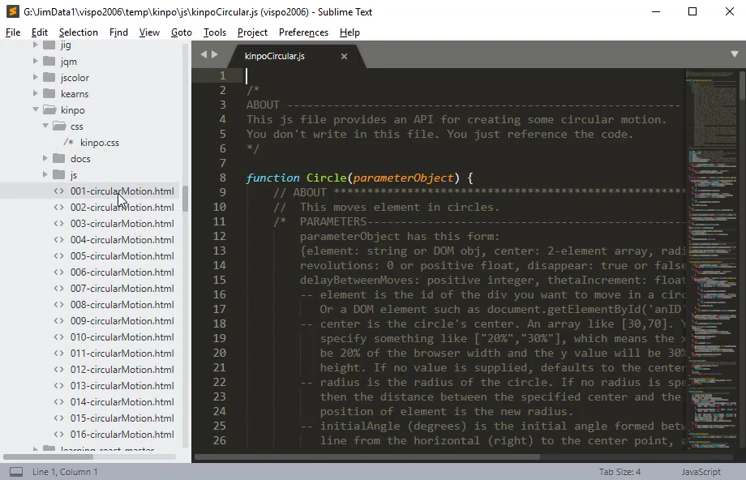 G:\JimData1\vispo2006\temp\kinpo\js\kinpoCircular.js (vispo2006) - Sublime Text
File Edit Selection Find View Goto Tools Project Preferences Help
jig
jqm
jscolor
kearns
kinpo
css
/* kinpo.css
docs
js
<> 001-circularMotion.html
<> 002-circularMotion.html
<> 003-circularMotion.html
<> 004-circularMotion.html
<> 005-circularMotion.html
<> 006-circularMotion.html
<> 007-circularMotion.html
<> 008-circularMotion.html
<> 009-circularMotion.html
<> 010-circularMotion.html
<> 011-circularMotion.html
<> 012-circularMotion.html
<> 013-circularMotion.html
<> 014-circularMotion.html
<> 015-circularMotion.html
<> 016-circularMotion.html
kinpoCircular.js
1
2 /*
3 ABOUT ---------------------------------------------------
4 This js file provides an API for creating some circular motion.
5 You don't write in this file. You just reference the code.
6 */
7
8 function Circle(parameterObject) {
9 // ABOUT ***************************************************
10 // This moves element in circles.
11 /* PARAMETERS----------------------------------------------
12 parameterObject has this form:
13 {element: string or DOM obj, center: 2-element array, radi
14 revolutions: 0 or positive float, disappear: true or false
15 delayBetweenMoves: positive integer, thetaIncrement: float
16 -- element is the id of the div you want to move in a circ
17 Or a DOM element such as document.getElementById('anID'
18 -- center is the circle's center. An array like [30,70]. Y
19 specify something like ["20%","30%"], which means the x
20 be 20% of the browser width and the y value will be 30%
21 height. If no value is supplied, defaults to the center
22 -- radius is the radius of the circle. If no radius is spe
23 then the distance between the specified center and the
24 position of element is the new radius.
25 -- initialAngle (degrees) is the initial angle formed betw
26 line from the horizontal (right) to the center point, a
Line 1, Column 1
Tab Size: 4
JavaScript